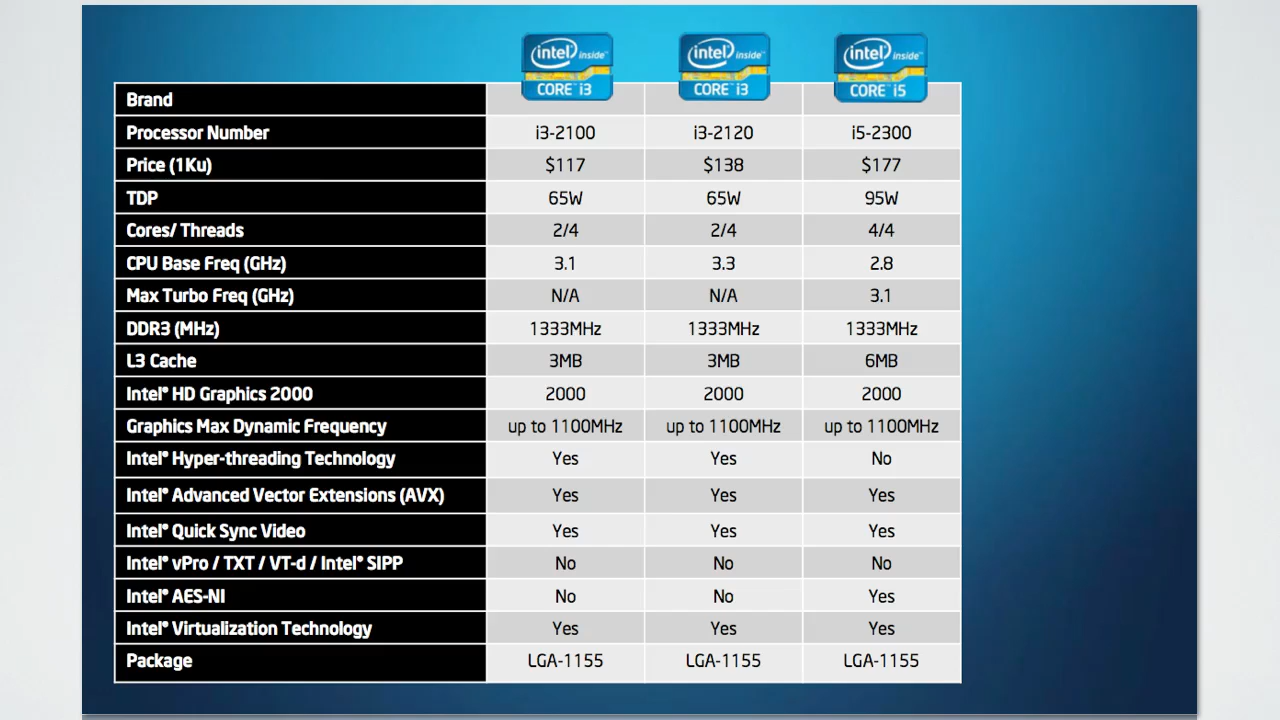 intel inside™ intel inside™ intel inside™
CORE™ i3 CORE™ i3 CORE™ i5
Brand
Processor Number i3-2100 i3-2120 i5-2300
Price (1Ku) $117 $138 $177
TDP 65W 65W 95W
Cores/ Threads 2/4 2/4 4/4
CPU Base Freq (GHz) 3.1 3.3 2.8
Max Turbo Freq (GHz) N/A N/A 3.1
DDR3 (MHz) 1333MHz 1333MHz 1333MHz
L3 Cache 3MB 3MB 6MB
Intel® HD Graphics 2000 2000 2000 2000
Graphics Max Dynamic Frequency up to 1100MHz up to 1100MHz up to 1100MHz
Intel® Hyper-threading Technology Yes Yes No
Intel® Advanced Vector Extensions (AVX) Yes Yes Yes
Intel® Quick Sync Video Yes Yes Yes
Intel® vPro / TXT / VT-d / Intel® SIPP No No No
Intel® AES-NI No No Yes
Intel® Virtualization Technology Yes Yes Yes
Package LGA-1155 LGA-1155 LGA-1155